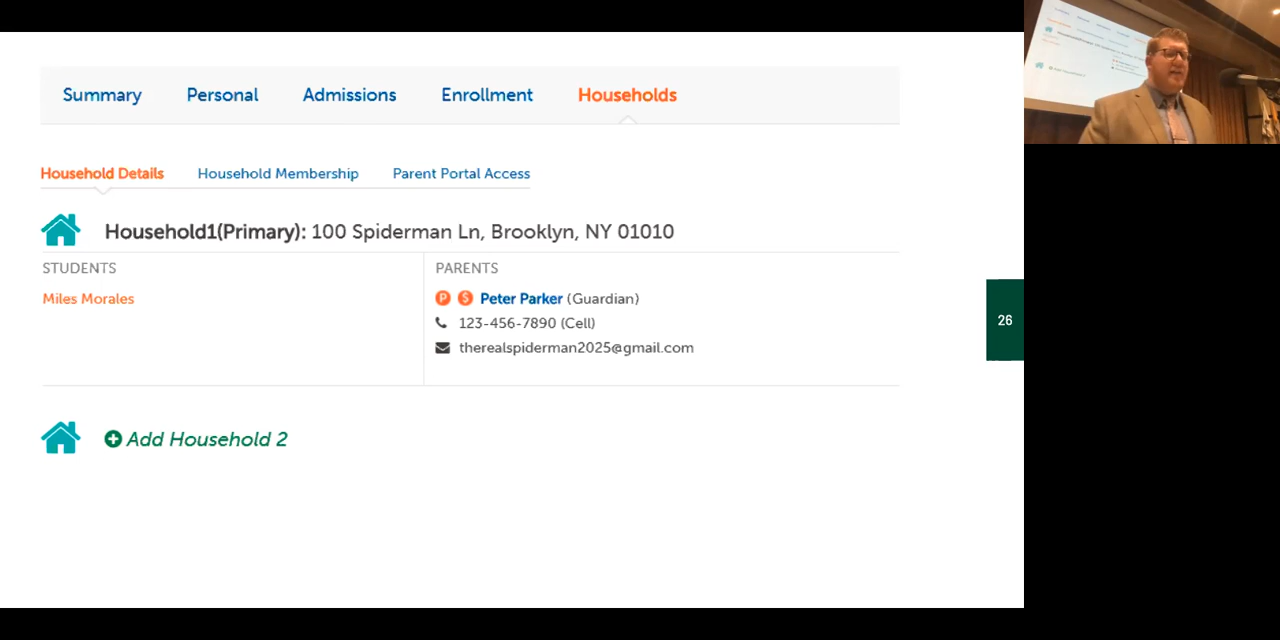 Summary Personal Admissions Enrollment Households
Household Details Household Membership Parent Portal Access
Household1(Primary): 100 Spiderman Ln, Brooklyn, NY 01010
STUDENTS
Miles Morales
PARENTS
P $ Peter Parker (Guardian)
123-456-7890 (Cell)
therealspiderman2025@gmail.com
26
Add Household 2